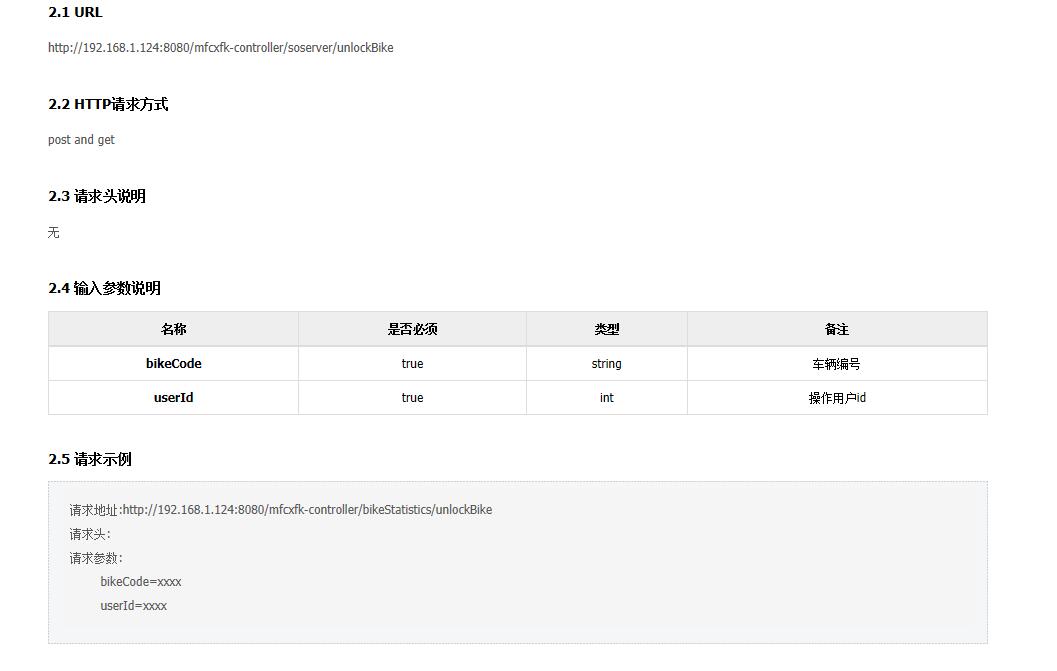 2.1 URL
http://192.168.1.124:8080/mfcxfk-controller/soserver/unlockBike
2.2 HTTP请求方式
post and get
2.3 请求头说明
无
2.4 输入参数说明
名称 是否必须 类型 备注
bikeCode true string 车辆编号
userId true int 操作用户id
2.5 请求示例
请求地址:http://192.168.1.124:8080/mfcxfk-controller/bikeStatistics/unlockBike
请求头：
请求参数：
bikeCode=xxxx
userId=xxxx